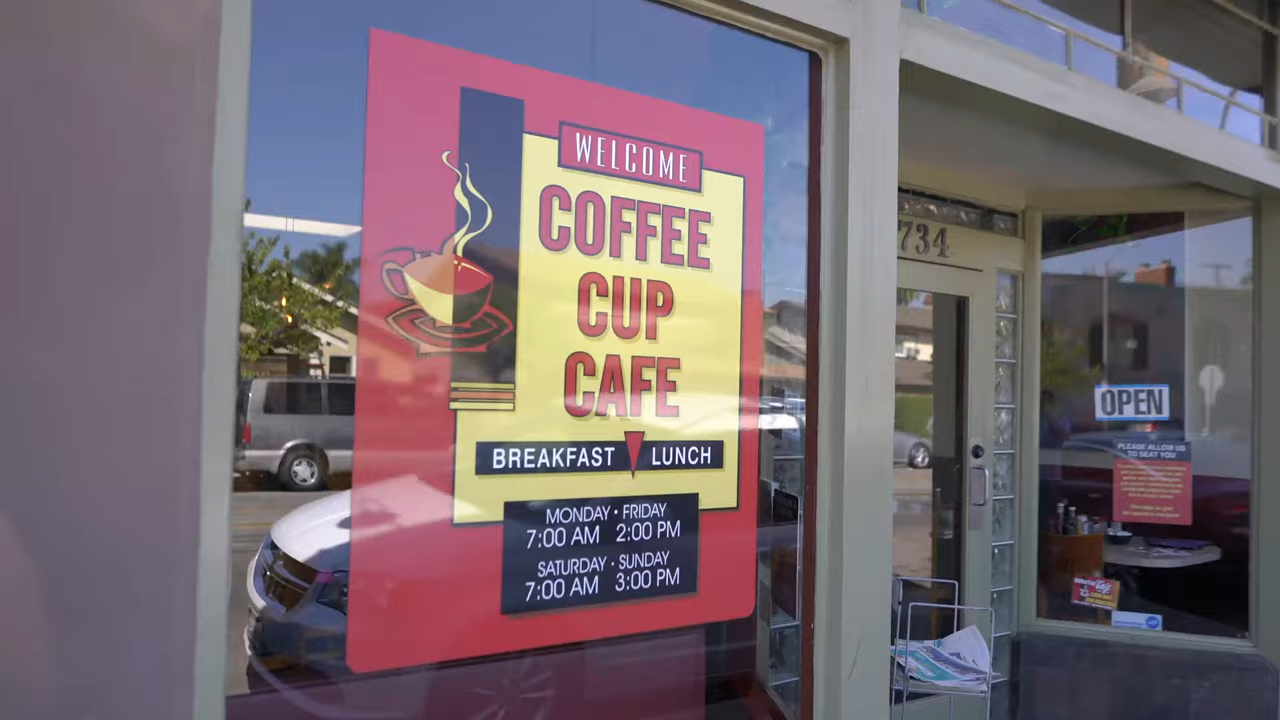 WELCOME
COFFEE
CUP
CAFE
BREAKFAST LUNCH
MONDAY • FRIDAY
7:00 AM 2:00 PM
SATURDAY • SUNDAY
7:00 AM 3:00 PM
734
OPEN
PLEASE ALLOW US
TO SEAT YOU